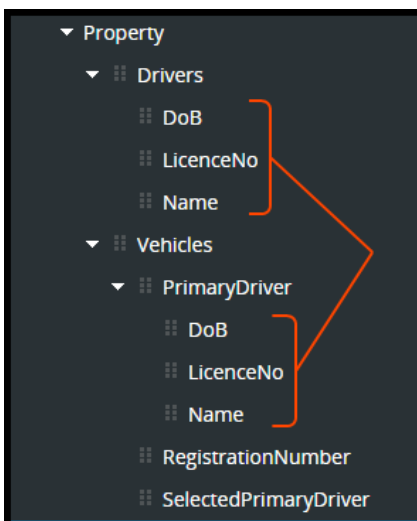 Property
Drivers
DoB
LicenceNo
Name
Vehicles
PrimaryDriver
DoB
LicenceNo
Name
RegistrationNumber
SelectedPrimaryDriver